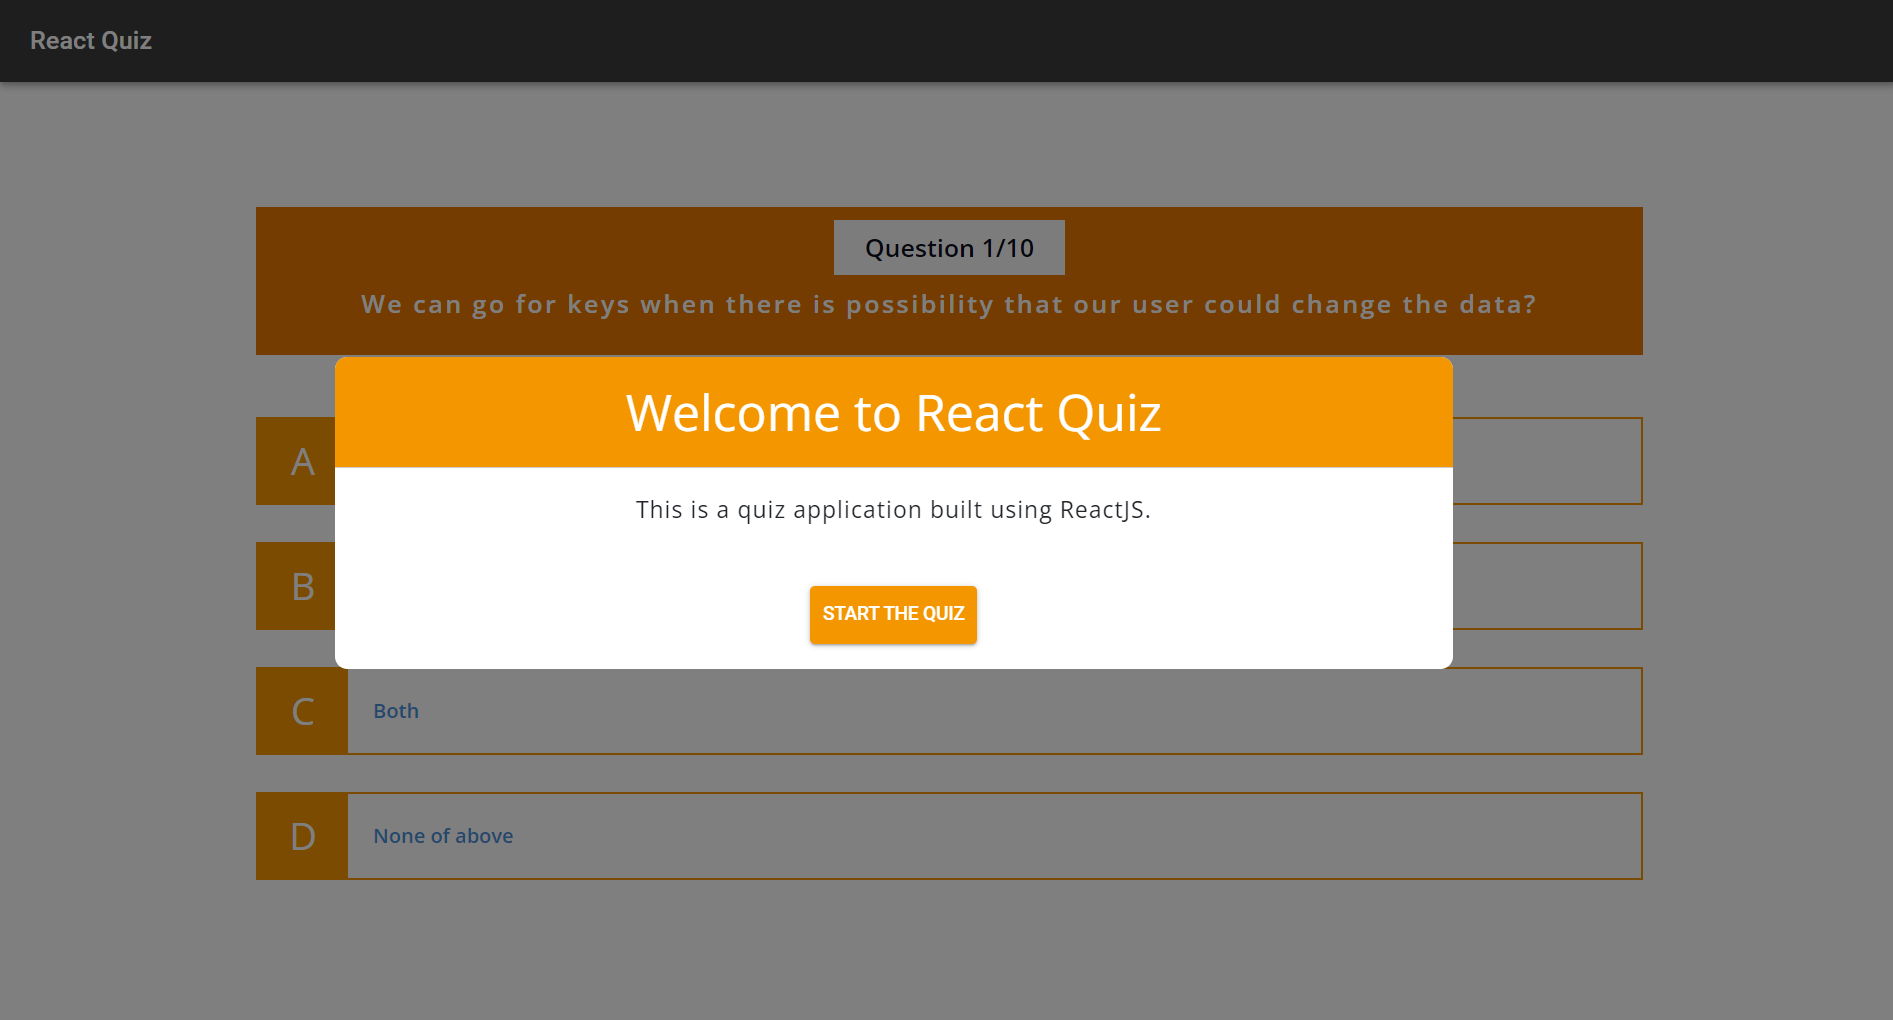 React Quiz
Question 1/10
We can go for keys when there is possibility that our user could change the data?
Welcome to React Quiz
This is a quiz application built using ReactJS.
START THE QUIZ
A
B
C
Both
D
None of above